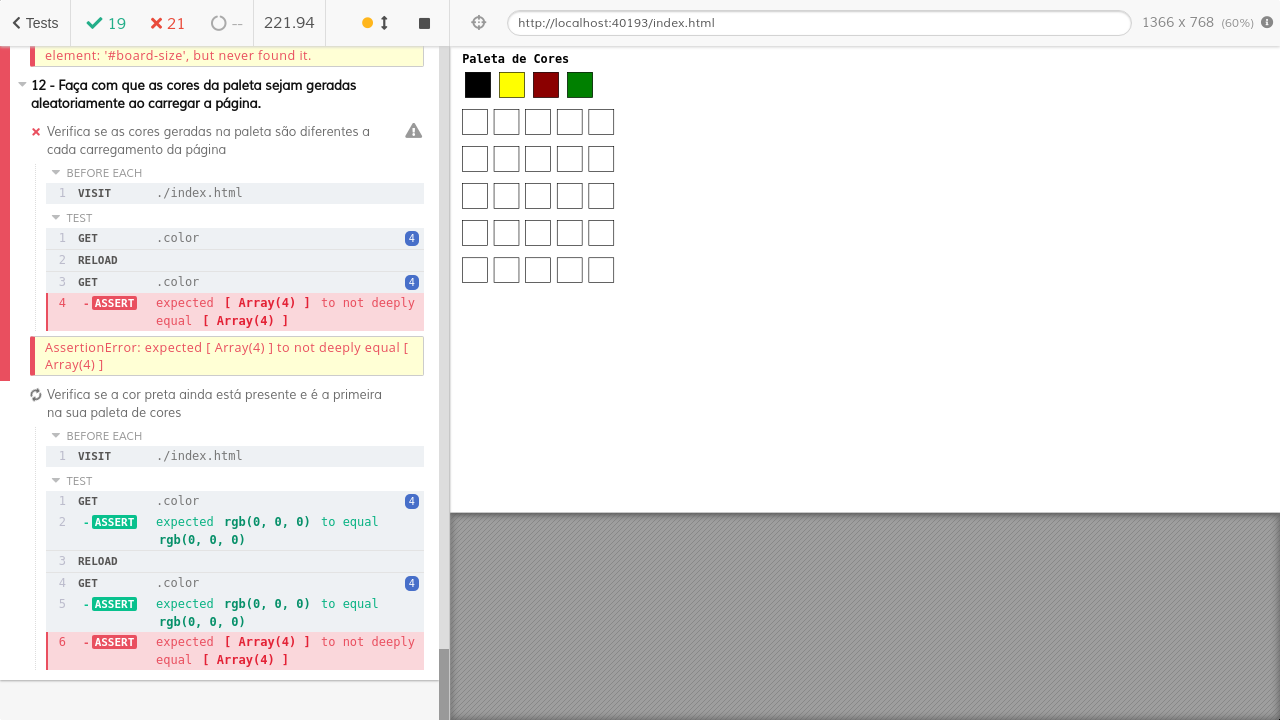 Tests
19
21
--
221.94
http://localhost:40193/index.html
1366 x 768 (60%)
element: '#board-size', but never found it.
12 - Faça com que as cores da paleta sejam geradas
aleatoriamente ao carregar a página.
Verifica se as cores geradas na paleta são diferentes a
cada carregamento da página
BEFORE EACH
1 VISIT ./index.html
TEST
1 GET .color 4
2 RELOAD
3 GET .color 4
4 -ASSERT expected [ Array(4) ] to not deeply
equal [ Array(4) ]
AssertionError: expected [ Array(4) ] to not deeply equal [
Array(4) ]
Verifica se a cor preta ainda está presente e é a primeira
na sua paleta de cores
BEFORE EACH
1 VISIT ./index.html
TEST
1 GET .color 4
2 -ASSERT expected rgb(0, 0, 0) to equal
rgb(0, 0, 0)
3 RELOAD
4 GET .color 4
5 -ASSERT expected rgb(0, 0, 0) to equal
rgb(0, 0, 0)
6 -ASSERT expected [ Array(4) ] to not deeply
equal [ Array(4) ]
Paleta de Cores